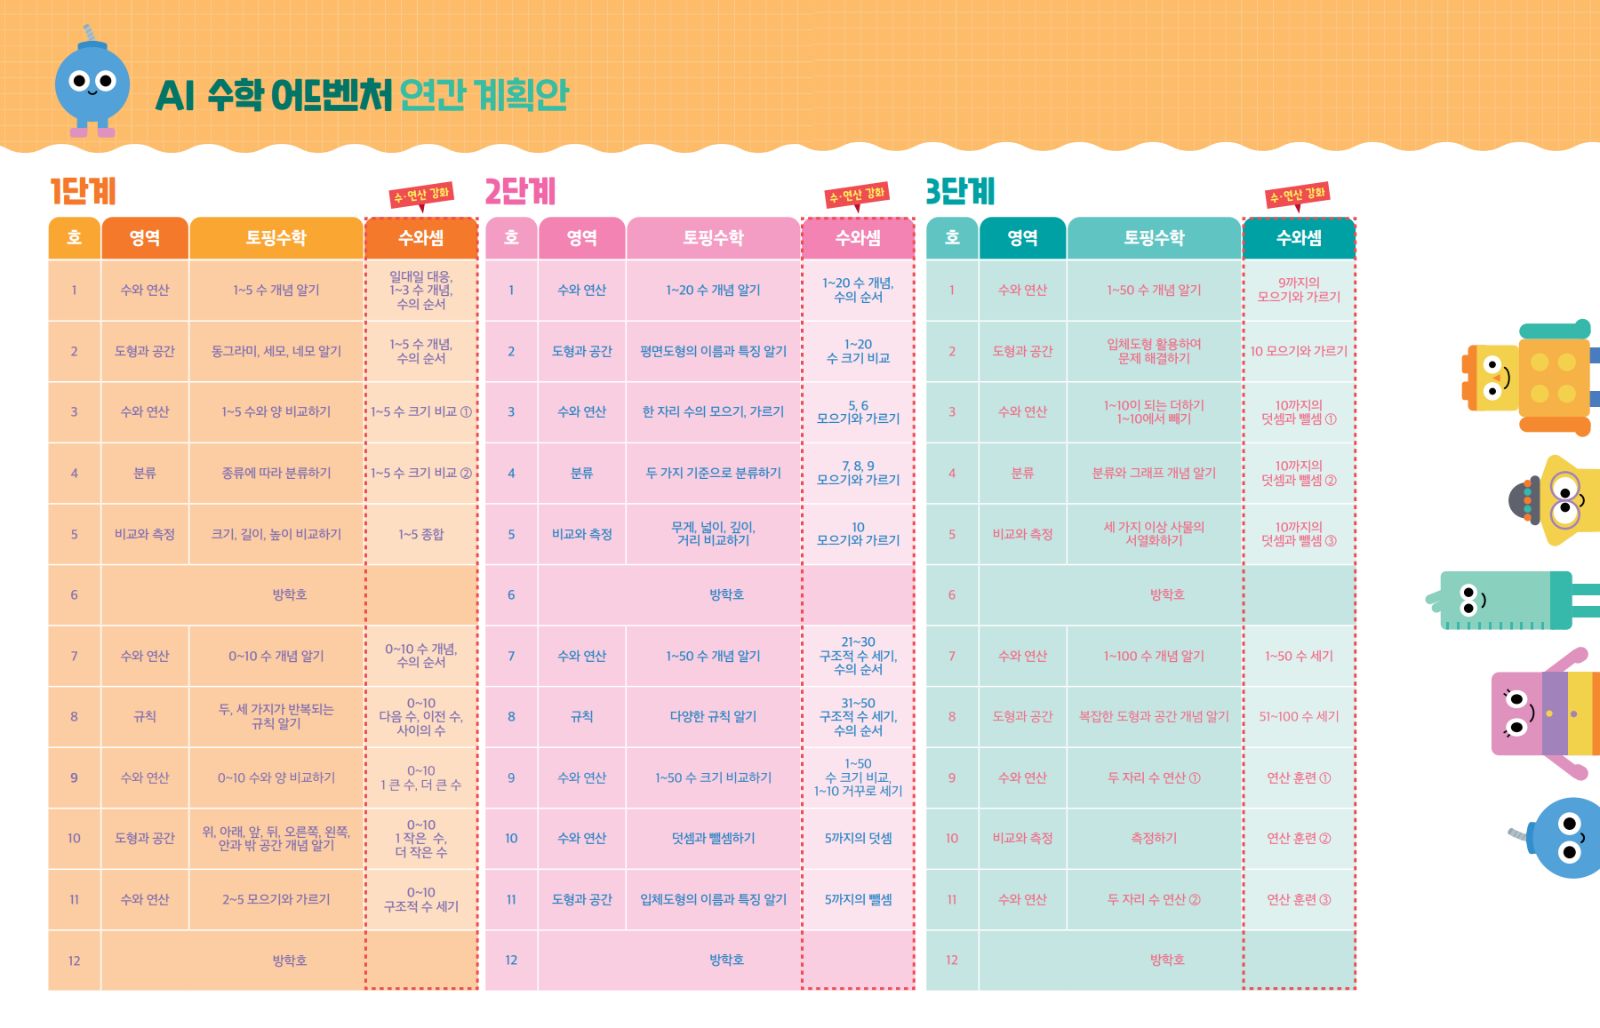 AI 수학 어드벤처 연간 계획안
1단계
수·연산 강화
호 영역 토핑수학 수와셈
1 수와 연산 1~5 수 개념 알기 일대일 대응,
1~3 수 개념,
수의 순서
2 도형과 공간 동그라미, 세모, 네모 알기 1~5 수 개념,
수의 순서
3 수와 연산 1~5 수와 양 비교하기 1~5 수 크기 비교 ①
4 분류 종류에 따라 분류하기 1~5 수 크기 비교 ②
5 비교와 측정 크기, 길이, 높이 비교하기 1~5 종합
6 방학호
7 수와 연산 0~10 수 개념 알기 0~10 수 개념,
수의 순서
8 규칙 두, 세 가지가 반복되는
규칙 알기 0~10
다음 수, 이전 수,
사이의 수
9 수와 연산 0~10 수와 양 비교하기 0~10
1 큰 수, 더 큰 수
10 도형과 공간 위, 아래, 앞, 뒤, 오른쪽, 왼쪽,
안과 밖 공간 개념 알기 0~10
1 작은 수,
더 작은 수
11 수와 연산 2~5 모으기와 가르기 0~10
구조적 수 세기
12 방학호
2단계
수·연산 강화
호 영역 토핑수학 수와셈
1 수와 연산 1~20 수 개념 알기 1~20 수 개념,
수의 순서
2 도형과 공간 평면도형의 이름과 특징 알기 1~20
수 크기 비교
3 수와 연산 한 자리 수의 모으기, 가르기 5, 6
모으기와 가르기
4 분류 두 가지 기준으로 분류하기 7, 8, 9
모으기와 가르기
5 비교와 측정 무게, 넓이, 깊이,
거리 비교하기 10
모으기와 가르기
6 방학호
7 수와 연산 1~50 수 개념 알기 21~30
구조적 수 세기,
수의 순서
8 규칙 다양한 규칙 알기 31~50
구조적 수 세기,
수의 순서
9 수와 연산 1~50 수 크기 비교하기 1~50
수 크기 비교,
1~10 거꾸로 세기
10 수와 연산 덧셈과 뺄셈하기 5까지의 덧셈
11 도형과 공간 입체도형의 이름과 특징 알기 5까지의 뺄셈
12 방학호
3단계
수·연산 강화
호 영역 토핑수학 수와셈
1 수와 연산 1~50 수 개념 알기 9까지의
모으기와 가르기
2 도형과 공간 입체도형 활용하여
문제 해결하기 10 모으기와 가르기
3 수와 연산 1~10이 되는 더하기
1~10에서 빼기 10까지의
덧셈과 뺄셈 ①
4 분류 분류와 그래프 개념 알기 10까지의
덧셈과 뺄셈 ②
5 비교와 측정 세 가지 이상 사물의
서열화하기 10까지의
덧셈과 뺄셈 ③
6 방학호
7 수와 연산 1~100 수 개념 알기 1~50 수 세기
8 도형과 공간 복잡한 도형과 공간 개념 알기 51~100 수 세기
9 수와 연산 두 자리 수 연산 ① 연산 훈련 ①
10 비교와 측정 측정하기 연산 훈련 ②
11 수와 연산 두 자리 수 연산 ② 연산 훈련 ③
12 방학호